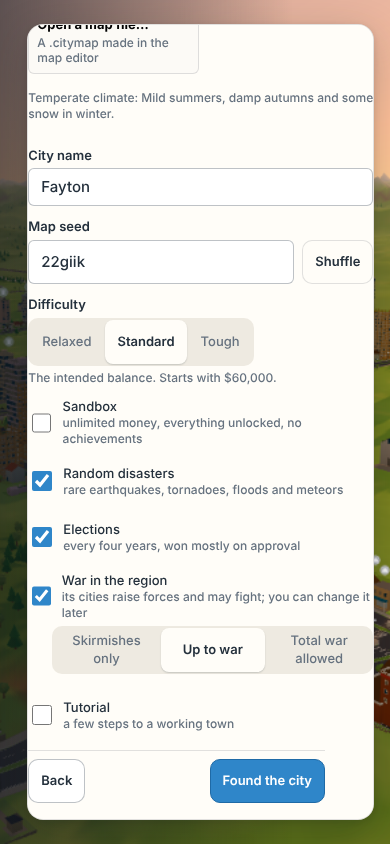 Open a map file...
A .citymap made in the
map editor
Temperate climate: Mild summers, damp autumns and some
snow in winter.
City name
Fayton
Map seed
22giik
Shuffle
Difficulty
Relaxed
Standard
Tough
The intended balance. Starts with $60,000.
Sandbox
unlimited money, everything unlocked, no
achievements
Random disasters
rare earthquakes, tornadoes, floods and meteors
Elections
every four years, won mostly on approval
War in the region
its cities raise forces and may fight; you can change it
later
Skirmishes
only
Up to war
Total war
allowed
Tutorial
a few steps to a working town
Back
Found the city